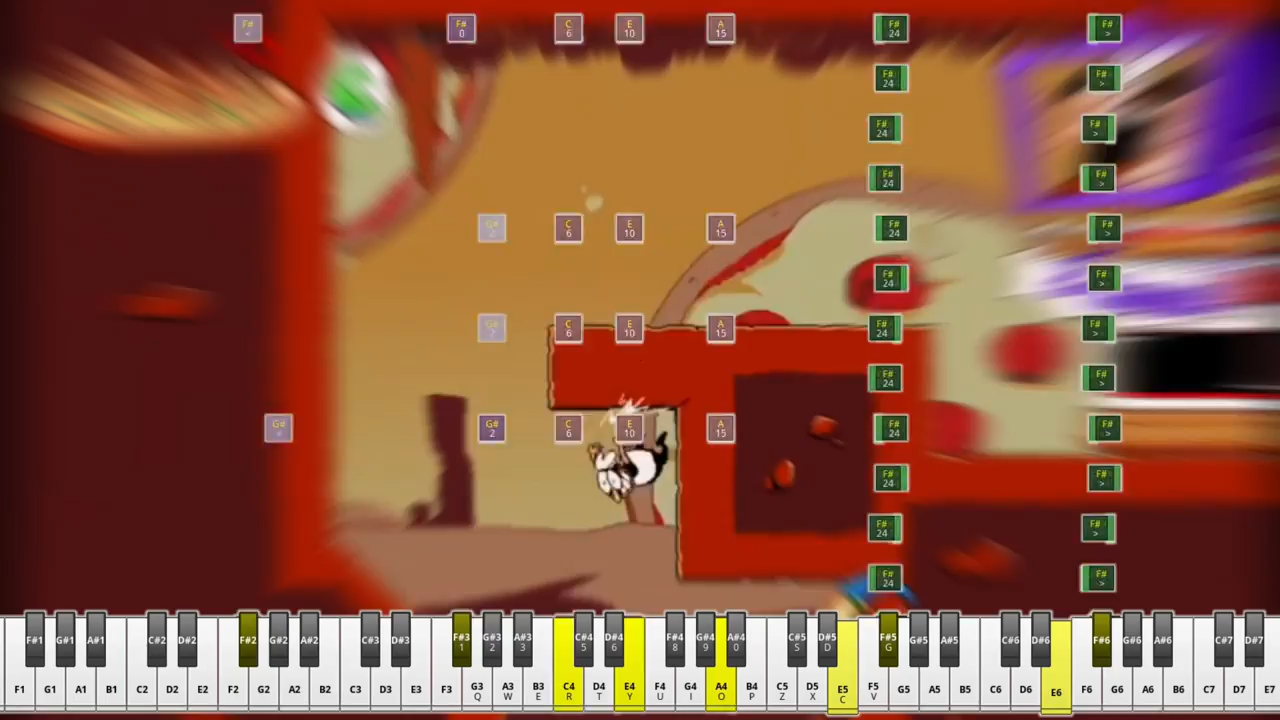 F# F# C E A F# F#
< 0 6 10 15 24 >
F# F#
24 >
F# F#
24 >
F# F#
24 >
G# C E A F# F#
2 6 10 15 24 >
F# F#
24 >
G# C E A F# F#
2 6 10 15 24 >
F# F#
24 >
G# G# C E A F# F#
< 2 6 10 15 24 >
F# F#
24 >
F# F#
24 >
F# F#
24 >
F#1 G#1 A#1 C#2 D#2 F#2 G#2 A#2 C#3 D#3 F#3 G#3 A#3 C#4 D#4 F#4 G#4 A#4 C#5 D#5 F#5 G#5 A#5 C#6 D#6 F#6 G#6 A#6 C#7 D#7
1 2 3 5 6 8 9 0 S D G
F1 G1 A1 B1 C2 D2 E2 F2 G2 A2 B2 C3 D3 E3 F3 G3 A3 B3 C4 D4 E4 F4 G4 A4 B4 C5 D5 E5 F5 G5 A5 B5 C6 D6 E6 F6 G6 A6 B6 C7 D7 E7
Q W E R T Y U I O P Z X C V